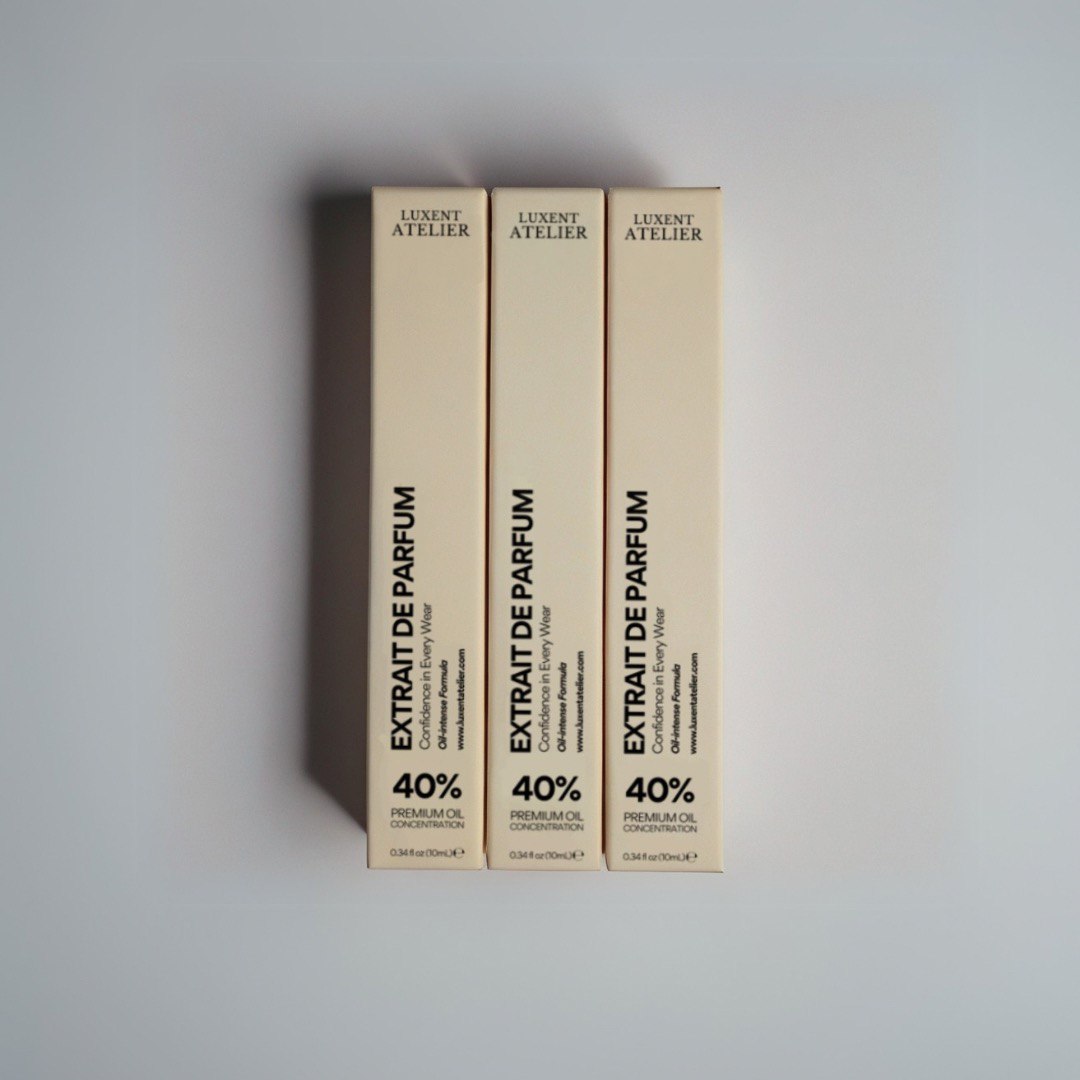 LUXENT
ATELIER
EXTRAIT DE PARFUM
Confidence in Every Wear
Oil-intense Formula
www.luxentatelier.com
40%
PREMIUM OIL
CONCENTRATION
0.34 fl oz (10mL) ℮
LUXENT
ATELIER
EXTRAIT DE PARFUM
Confidence in Every Wear
Oil-intense Formula
www.luxentatelier.com
40%
PREMIUM OIL
CONCENTRATION
0.34 fl oz (10mL) ℮
LUXENT
ATELIER
EXTRAIT DE PARFUM
Confidence in Every Wear
Oil-intense Formula
www.luxentatelier.com
40%
PREMIUM OIL
CONCENTRATION
0.34 fl oz (10mL) ℮